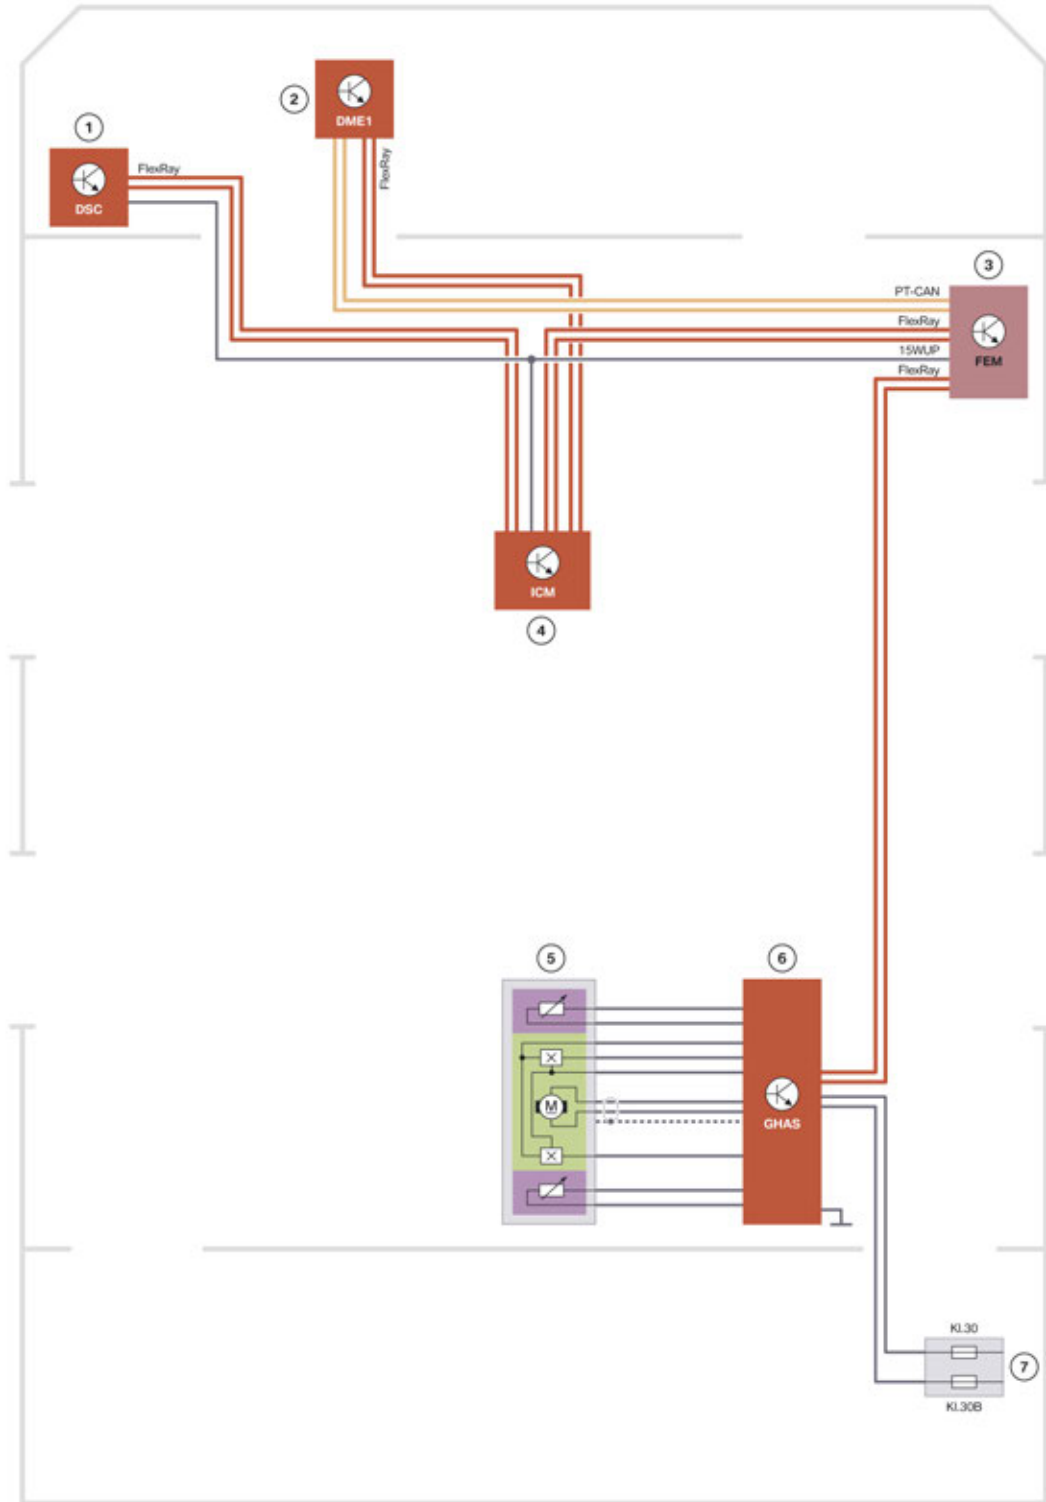 1
2
DME1
FlexRay
DSC
FlexRay
3
PT-CAN
FlexRay
15WUP
FlexRay
FEM
ICM
4
5
6
M
GHAS
Kl.30
7
Kl.30B